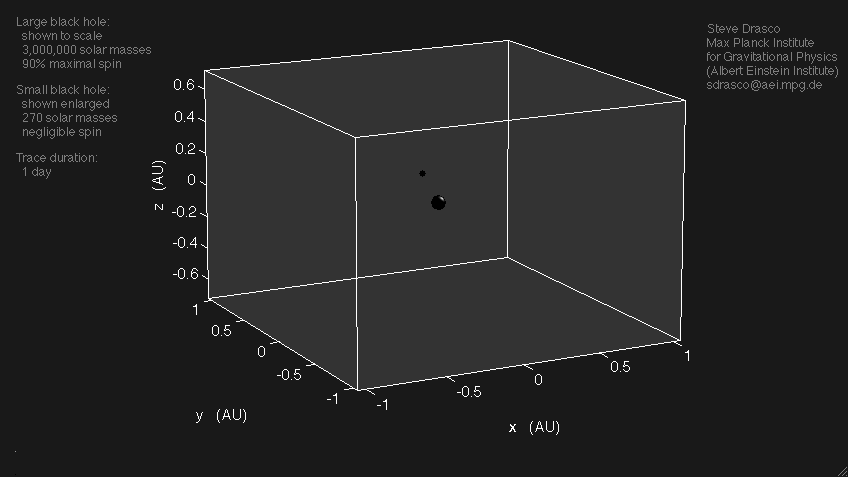 Large black hole:
shown to scale
3,000,000 solar masses
90% maximal spin
Small black hole:
shown enlarged
270 solar masses
negligible spin
Trace duration:
1 day
Steve Drasco
Max Planck Institute
for Gravitational Physics
(Albert Einstein Institute)
sdrasco@aei.mpg.de
0.6
0.4
0.2
0
-0.2
-0.4
-0.6
z (AU)
1
0.5
0
-0.5
-1
y (AU)
-1
-0.5
0
0.5
1
x (AU)